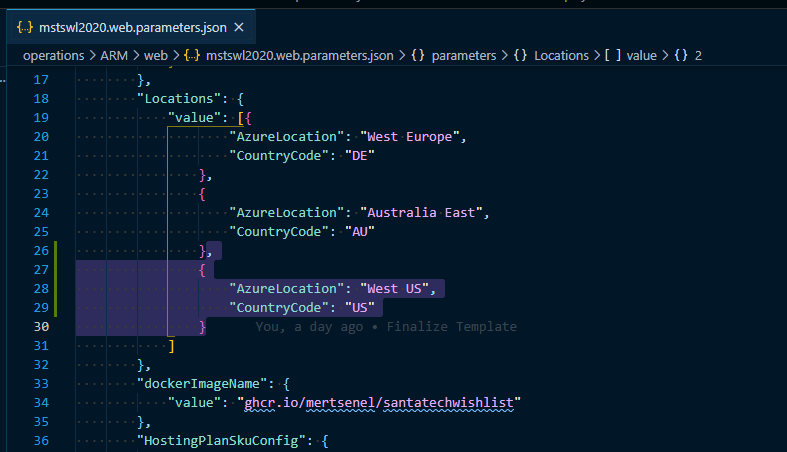 {..} mstswl2020.web.parameters.json ×
operations > ARM > web > {..} mstswl2020.web.parameters.json > {} parameters > {} Locations > [ ] value > {} 2
17 },
18 "Locations": {
19 "value": [{
20 "AzureLocation": "West Europe",
21 "CountryCode": "DE"
22 },
23 {
24 "AzureLocation": "Australia East",
25 "CountryCode": "AU"
26 },
27 {
28 "AzureLocation": "West US",
29 "CountryCode": "US"
30 } You, a day ago • Finalize Template
31 ]
32 },
33 "dockerImageName": {
34 "value": "ghcr.io/mertsenel/santatechwishlist"
35 },
36 "HostingPlanSkuConfig": {